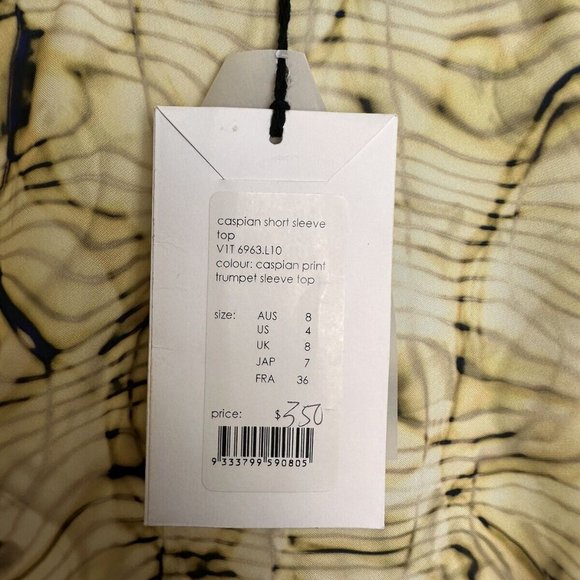 caspian short sleeve
top
V1T 6963.L10
colour: caspian print
trumpet sleeve top
size: AUS 8
US 4
UK 8
JAP 7
FRA 36
price: $350
9 333799 590805